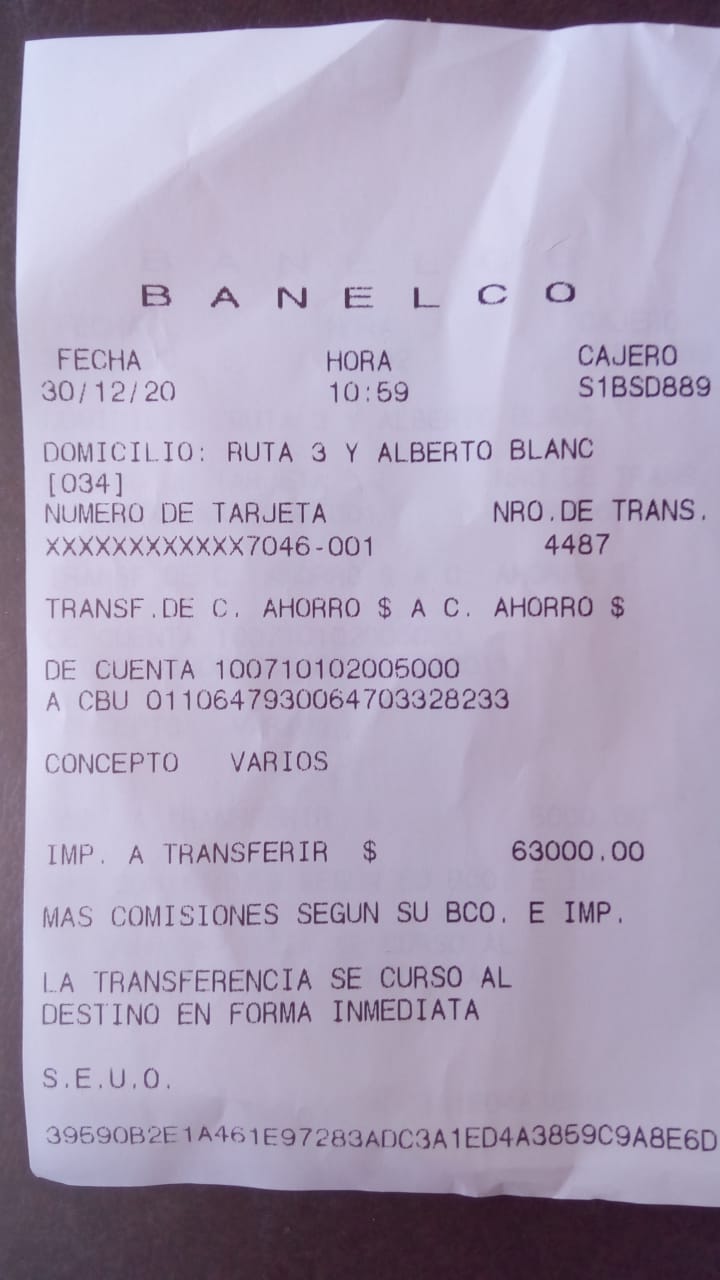 B A N E L C O
FECHA HORA CAJERO
30/12/20 10:59 S1BSD889
DOMICILIO: RUTA 3 Y ALBERTO BLANC
[034]
NUMERO DE TARJETA NRO.DE TRANS.
XXXXXXXXXXXX7046-001 4487
TRANSF.DE C. AHORRO $ A C. AHORRO $
DE CUENTA 100710102005000
A CBU 0110647930064703328233
CONCEPTO VARIOS
IMP. A TRANSFERIR $ 63000.00
MAS COMISIONES SEGUN SU BCO. E IMP.
LA TRANSFERENCIA SE CURSO AL
DESTINO EN FORMA INMEDIATA
S.E.U.O.
39590B2E1A461E97283ADC3A1ED4A3859C9A8E6D